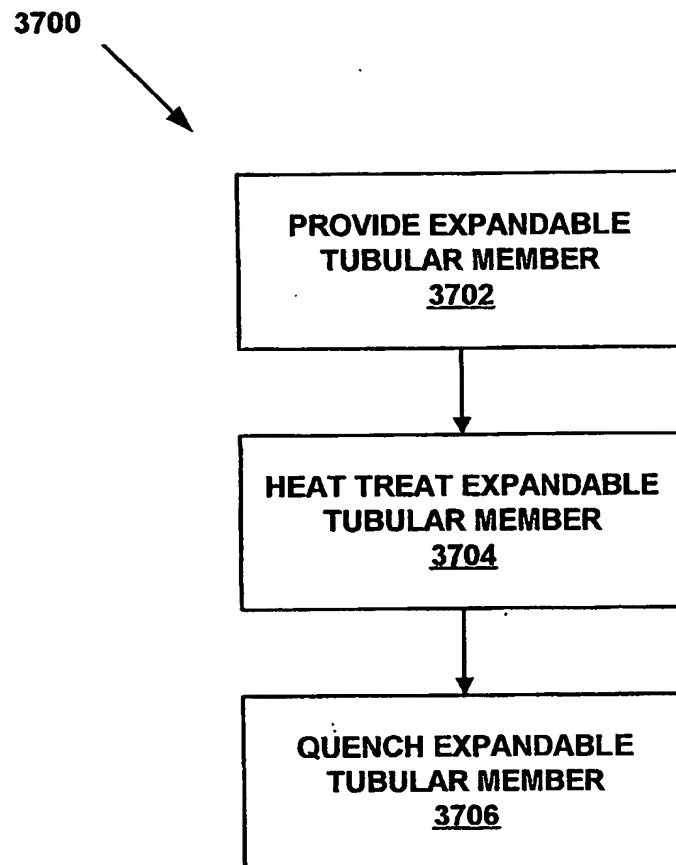 3700
PROVIDE EXPANDABLE
TUBULAR MEMBER
3702
HEAT TREAT EXPANDABLE
TUBULAR MEMBER
3704
QUENCH EXPANDABLE
TUBULAR MEMBER
3706